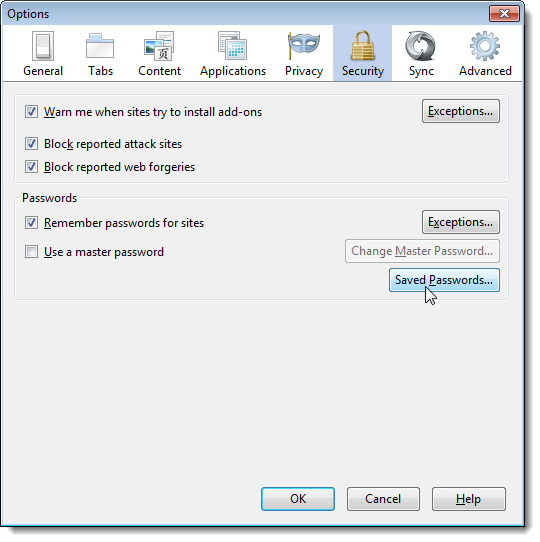 Options
General Tabs Content Applications Privacy Security Sync Advanced
Warn me when sites try to install add-ons Exceptions...
Block reported attack sites
Block reported web forgeries
Passwords
Remember passwords for sites Exceptions...
Use a master password Change Master Password...
Saved Passwords...
OK Cancel Help